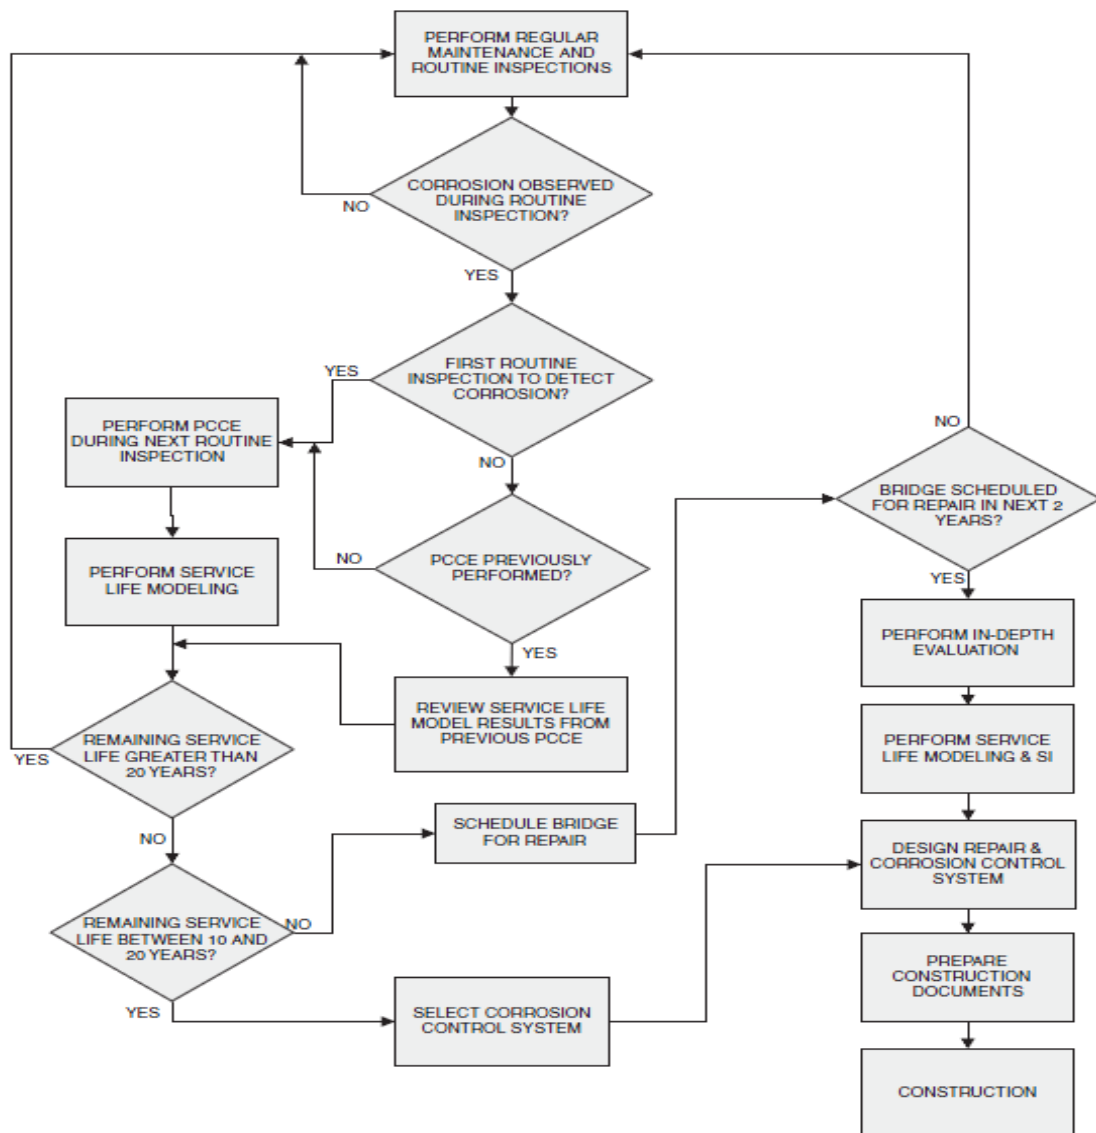 PERFORM REGULAR
MAINTENANCE AND
ROUTINE INSPECTIONS
CORROSION OBSERVED
DURING ROUTINE
INSPECTION?
NO
YES
FIRST ROUTINE
INSPECTION TO DETECT
CORROSION?
YES
NO
PERFORM PCCE
DURING NEXT ROUTINE
INSPECTION
PCCE PREVIOUSLY
PERFORMED?
NO
YES
PERFORM SERVICE
LIFE MODELING
REVIEW SERVICE LIFE
MODEL RESULTS FROM
PREVIOUS PCCE
REMAINING SERVICE
LIFE GREATER THAN
20 YEARS?
YES
NO
REMAINING SERVICE
LIFE BETWEEN 10 AND
20 YEARS?
NO
YES
SCHEDULE BRIDGE
FOR REPAIR
SELECT CORROSION
CONTROL SYSTEM
NO
BRIDGE SCHEDULED
FOR REPAIR IN NEXT 2
YEARS?
YES
PERFORM IN-DEPTH
EVALUATION
PERFORM SERVICE
LIFE MODELING & SI
DESIGN REPAIR &
CORROSION CONTROL
SYSTEM
PREPARE
CONSTRUCTION
DOCUMENTS
CONSTRUCTION